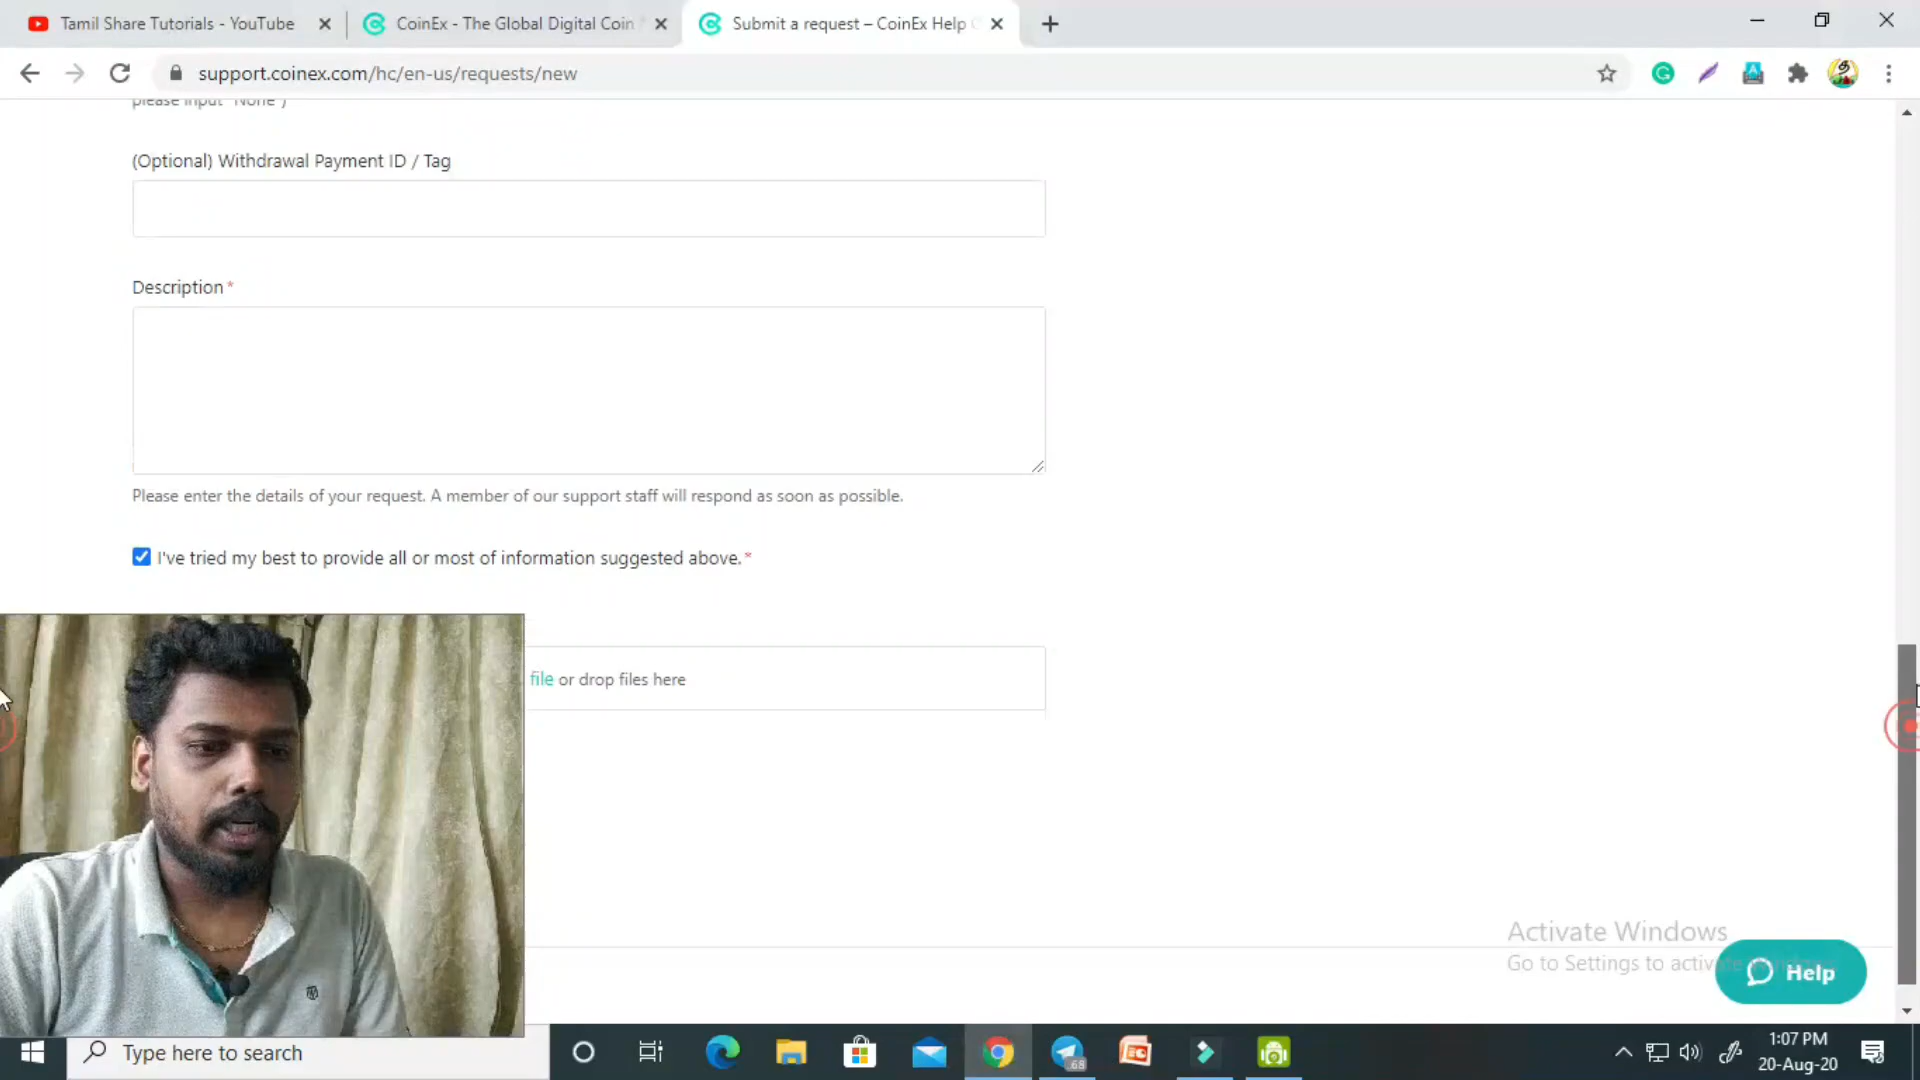 Tamil Share Tutorials - YouTube
CoinEx - The Global Digital Coin
Submit a request – CoinEx Help
support.coinex.com/hc/en-us/requests/new
please input "None")
(Optional) Withdrawal Payment ID / Tag
Description*
Please enter the details of your request. A member of our support staff will respond as soon as possible.
I've tried my best to provide all or most of information suggested above.*
file or drop files here
Activate Windows
Go to Settings to
Help
Type here to search
68
1:07 PM
20-Aug-20